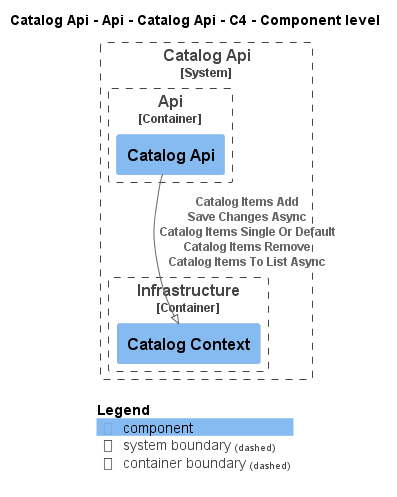 Catalog Api - Api - Catalog Api - C4 - Component level
Catalog Api
[System]
Api
[Container]
Catalog Api
Catalog Items Add
Save Changes Async
Catalog Items Single Or Default
Catalog Items Remove
Catalog Items To List Async
Infrastructure
[Container]
Catalog Context
Legend
component
system boundary (dashed)
container boundary (dashed)